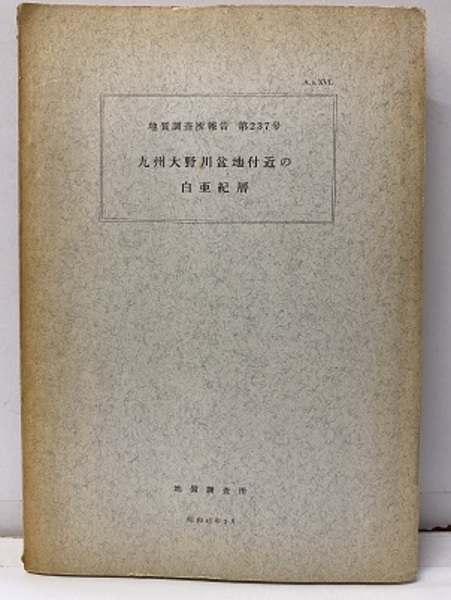 地質調査所報告 第237号
九州大野川盆地付近の
白亜紀層
地質調査所